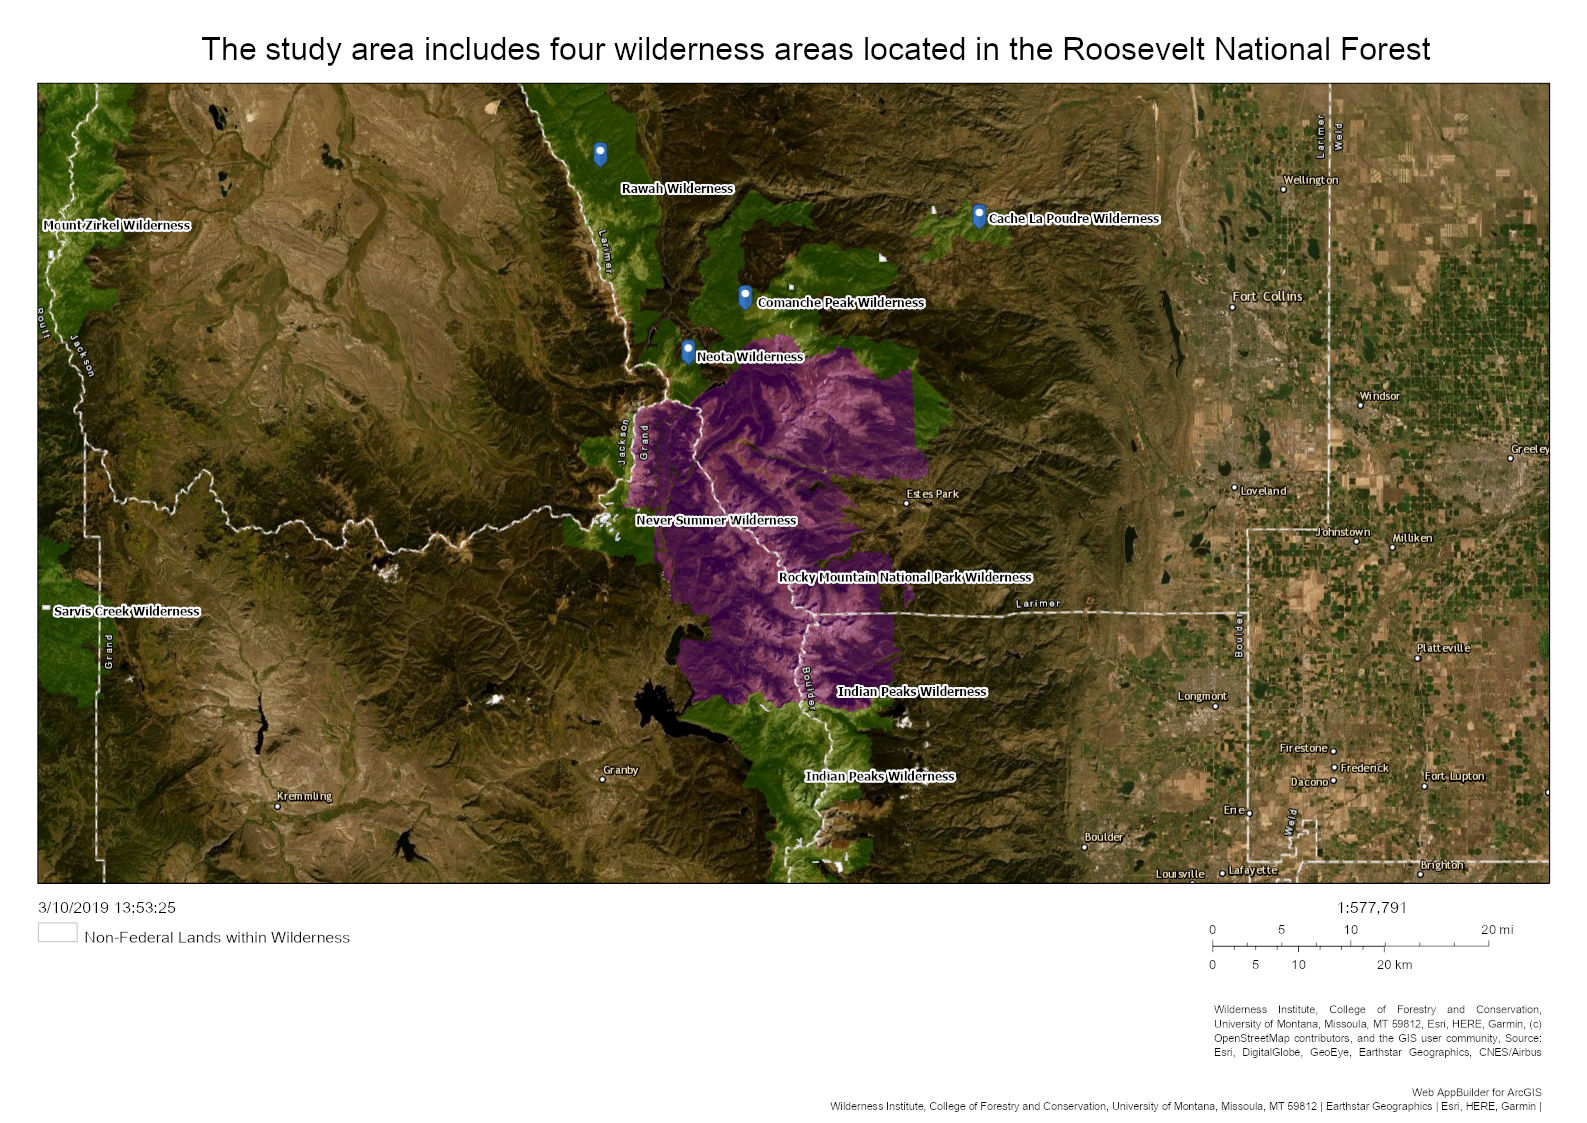 The study area includes four wilderness areas located in the Roosevelt National Forest
Larimer
Weld
Wellington
Rawah Wilderness
Mount Zirkel Wilderness
Cache La Poudre Wilderness
Larimer
Fort Collins
Comanche Peak Wilderness
Routt
Jackson
Neota Wilderness
Windsor
Jackson
Grand
Greeley
Estes Park
Loveland
Never Summer Wilderness
Johnstown
Milliken
Rocky Mountain National Park Wilderness
Larimer
Sarvis Creek Wilderness
Grand
Boulder
Platteville
Boulder
Indian Peaks Wilderness
Longmont
Firestone
Frederick
Granby
Indian Peaks Wilderness
Dacono
Fort Lupton
Kremmling
Erie
Weld
Boulder
Brighton
Louisville
Lafayette
3/10/2019 13:53:25
1:577,791
Non-Federal Lands within Wilderness
0 5 10 20 mi
0 5 10 20 km
Wilderness Institute, College of Forestry and Conservation,
University of Montana, Missoula, MT 59812, Esri, HERE, Garmin, (c)
OpenStreetMap contributors, and the GIS user community, Source:
Esri, DigitalGlobe, GeoEye, Earthstar Geographics, CNES/Airbus
Web AppBuilder for ArcGIS
Wilderness Institute, College of Forestry and Conservation, University of Montana, Missoula, MT 59812 | Earthstar Geographics | Esri, HERE, Garmin |